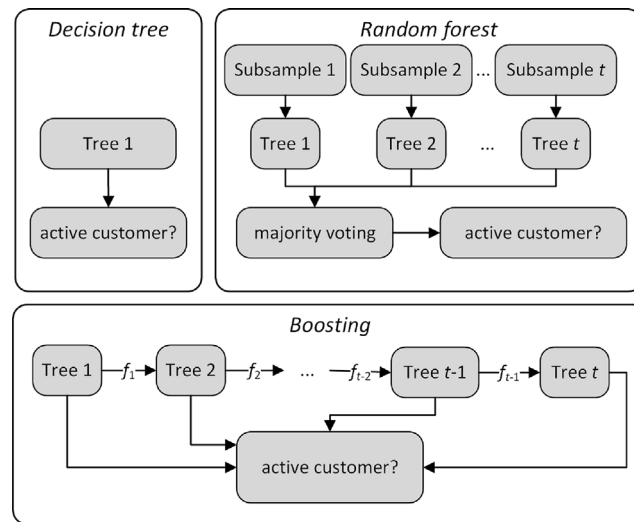 Decision tree
Tree 1
active customer?
Random forest
Subsample 1 Subsample 2 ... Subsample t
Tree 1 Tree 2 ... Tree t
majority voting active customer?
Boosting
Tree 1 f1 Tree 2 f2 ... ft-2 Tree t-1 ft-1 Tree t
active customer?